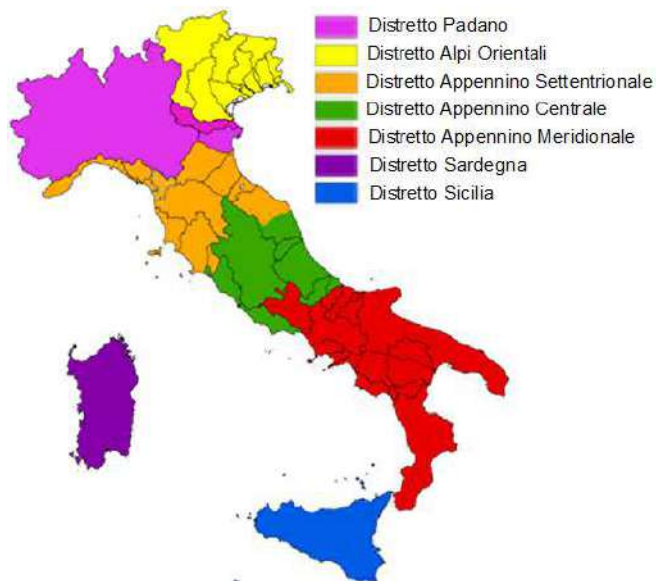 Distretto Padano
Distretto Alpi Orientali
Distretto Appennino Settentrionale
Distretto Appennino Centrale
Distretto Appennino Meridionale
Distretto Sardegna
Distretto Sicilia